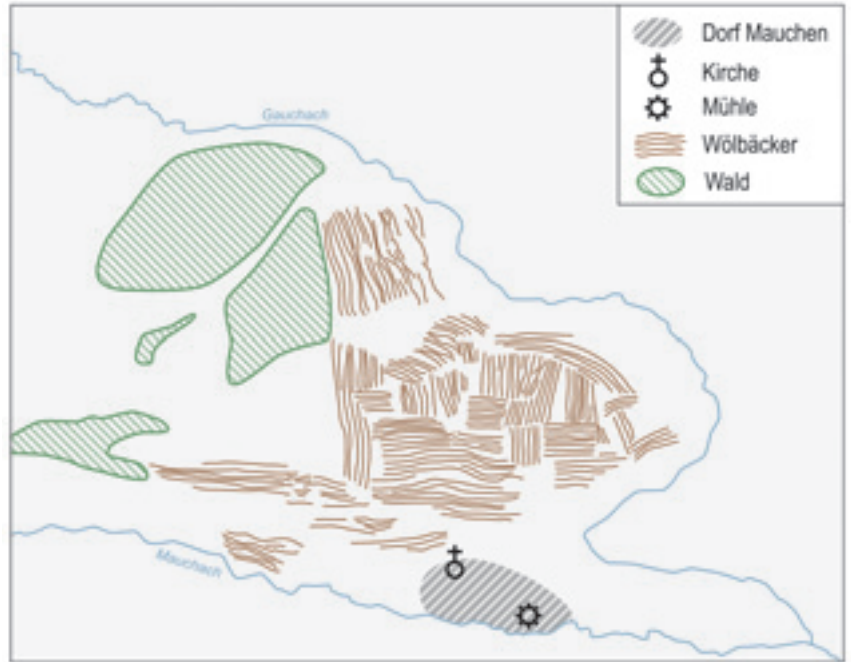 Dorf Mauchen
Kirche
Mühle
Wölbäcker
Wald
Gauchach
Mauchach